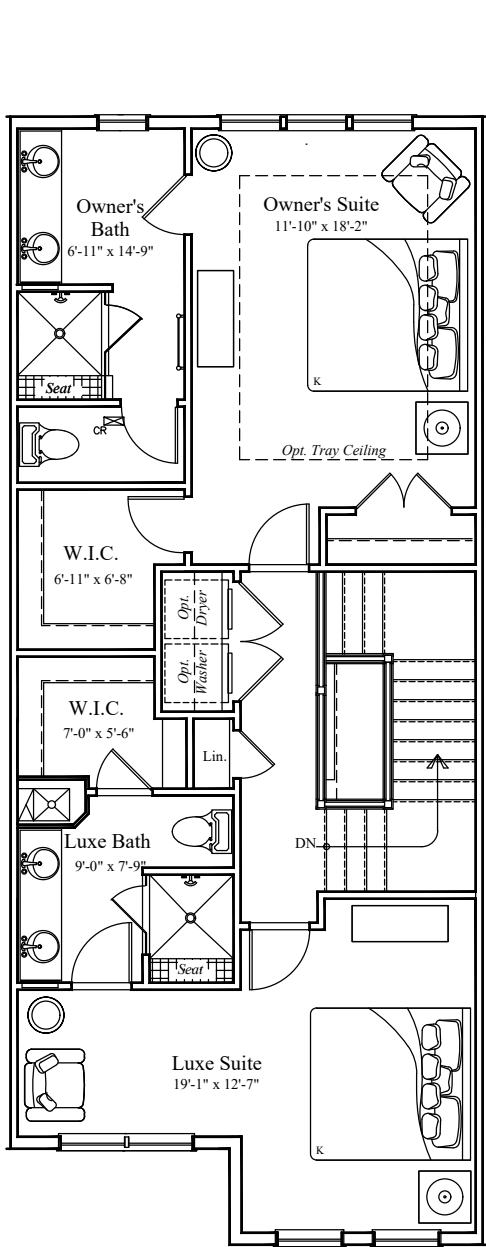 Owner's
Bath
6'-11" x 14'-9"
Owner's Suite
11'-10" x 18'-2"
K
Seat
CR
Opt. Tray Ceiling
W.I.C.
6'-11" x 6'-8"
Opt.
Dryer
Opt.
Washer
W.I.C.
7'-0" x 5'-6"
Lin.
Luxe Bath
9'-0" x 7'-9"
DN
Seat
Luxe Suite
19'-1" x 12'-7"
K